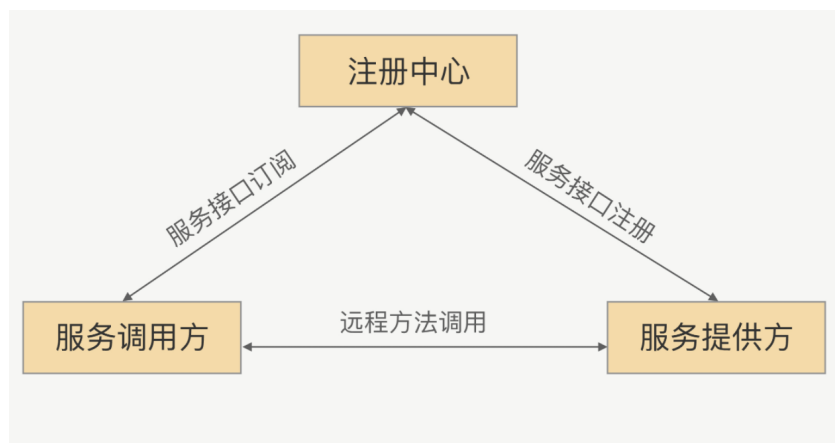 注册中心
服务接口订阅
服务接口注册
服务调用方
远程方法调用
服务提供方